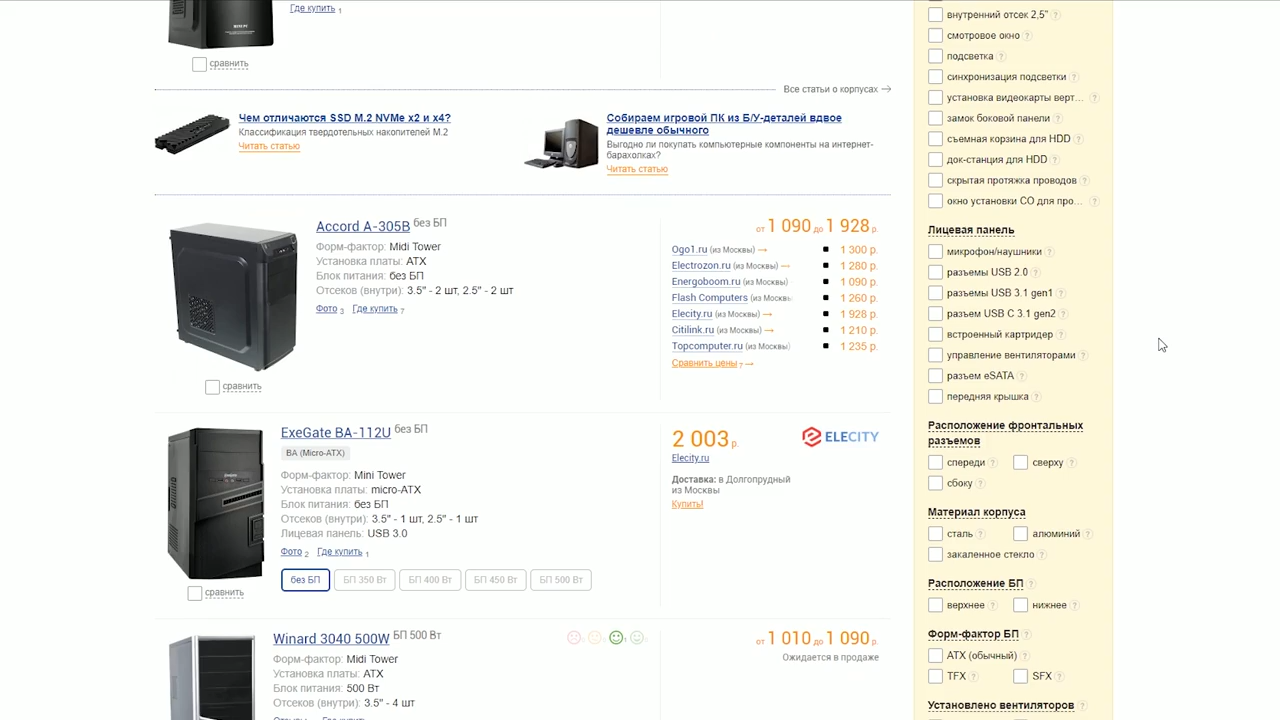 Где купить 1
сравнить
Все статьи о корпусах →
Чем отличаются SSD M.2 NVMe x2 и x4?
Классификация твердотельных накопителей M.2
Читать статью
Собираем игровой ПК из Б/У-деталей вдвое
дешевле обычного
Выгодно ли покупать компьютерные компоненты на интернет-
барахолках?
Читать статью
Accord A-305B без БП
Форм-фактор: Midi Tower
Установка платы: ATX
Блок питания: без БП
Отсеков (внутри): 3.5" - 2 шт, 2.5" - 2 шт
Фото 3 Где купить 7
сравнить
от 1 090 до 1 928 р.
Ogo1.ru (из Москвы) → 1 300 р.
Electrozon.ru (из Москвы) → 1 280 р.
Energoboom.ru (из Москвы) 1 090 р.
Flash Computers (из Москвы 1 260 р.
Elecity.ru (из Москвы) → 1 928 р.
Citilink.ru (из Москвы) → 1 210 р.
Topcomputer.ru (из Москвы) 1 235 р.
Сравнить цены 7 →
ExeGate BA-112U без БП
BA (Micro-ATX)
Форм-фактор: Mini Tower
Установка платы: micro-ATX
Блок питания: без БП
Отсеков (внутри): 3.5" - 1 шт, 2.5" - 1 шт
Лицевая панель: USB 3.0
Фото 2 Где купить 1
без БП БП 350 Вт БП 400 Вт БП 450 Вт БП 500 Вт
сравнить
2 003 р.
ELECITY
Elecity.ru
Доставка: в Долгопрудный
из Москвы
Купить!
Winard 3040 500W БП 500 Вт
Форм-фактор: Midi Tower
Установка платы: ATX
Блок питания: 500 Вт
Отсеков (внутри): 3.5" - 4 шт
от 1 010 до 1 090 р.
Ожидается в продаже
внутренний отсек 2,5" ?
смотровое окно ?
подсветка ?
синхронизация подсветки ?
установка видеокарты верт... ?
замок боковой панели ?
съемная корзина для HDD ?
док-станция для HDD ?
скрытая протяжка проводов ?
окно установки СО для про... ?
Лицевая панель
микрофон/наушники ?
разъемы USB 2.0 ?
разъемы USB 3.1 gen1 ?
разъем USB C 3.1 gen2 ?
встроенный картридер ?
управление вентиляторами ?
разъем eSATA ?
передняя крышка ?
Расположение фронтальных
разъемов
спереди ? сверху ?
сбоку ?
Материал корпуса
сталь ? алюминий ?
закаленное стекло ?
Расположение БП ?
верхнее ? нижнее ?
Форм-фактор БП ?
ATX (обычный) ?
TFX ? SFX ?
Установлено вентиляторов ?